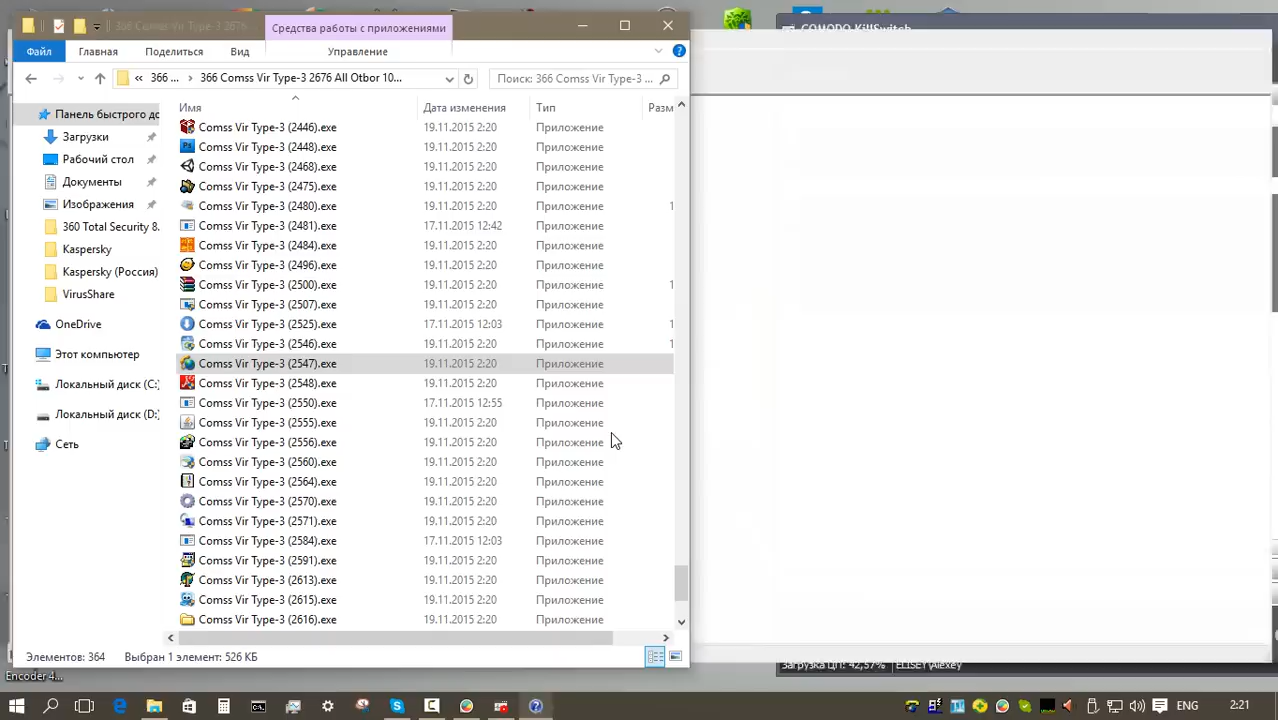 366 Comss Vir Type-3 2676
Средства работы с приложениями
COMODO KillSwitch
Файл Главная Поделиться Вид Управление
366 ... 366 Comss Vir Type-3 2676 All Otbor 10... Поиск: 366 Comss Vir Type-3 ...
Имя Дата изменения Тип Разм
Панель быстрого до
Загрузки
Рабочий стол
Документы
Изображения
360 Total Security 8.
Kaspersky
Kaspersky (Россия)
VirusShare
OneDrive
Этот компьютер
Локальный диск (C:)
Локальный диск (D:)
Сеть
Comss Vir Type-3 (2446).exe 19.11.2015 2:20 Приложение
Comss Vir Type-3 (2448).exe 19.11.2015 2:20 Приложение
Comss Vir Type-3 (2468).exe 19.11.2015 2:20 Приложение
Comss Vir Type-3 (2475).exe 19.11.2015 2:20 Приложение
Comss Vir Type-3 (2480).exe 19.11.2015 2:20 Приложение 1
Comss Vir Type-3 (2481).exe 17.11.2015 12:42 Приложение
Comss Vir Type-3 (2484).exe 19.11.2015 2:20 Приложение
Comss Vir Type-3 (2496).exe 19.11.2015 2:20 Приложение
Comss Vir Type-3 (2500).exe 19.11.2015 2:20 Приложение 1
Comss Vir Type-3 (2507).exe 19.11.2015 2:20 Приложение
Comss Vir Type-3 (2525).exe 17.11.2015 12:03 Приложение 1
Comss Vir Type-3 (2546).exe 19.11.2015 2:20 Приложение 1
Comss Vir Type-3 (2547).exe 19.11.2015 2:20 Приложение
Comss Vir Type-3 (2548).exe 19.11.2015 2:20 Приложение
Comss Vir Type-3 (2550).exe 17.11.2015 12:55 Приложение
Comss Vir Type-3 (2555).exe 19.11.2015 2:20 Приложение
Comss Vir Type-3 (2556).exe 19.11.2015 2:20 Приложение
Comss Vir Type-3 (2560).exe 19.11.2015 2:20 Приложение
Comss Vir Type-3 (2564).exe 19.11.2015 2:20 Приложение
Comss Vir Type-3 (2570).exe 19.11.2015 2:20 Приложение
Comss Vir Type-3 (2571).exe 19.11.2015 2:20 Приложение
Comss Vir Type-3 (2584).exe 17.11.2015 12:03 Приложение
Comss Vir Type-3 (2591).exe 19.11.2015 2:20 Приложение
Comss Vir Type-3 (2613).exe 19.11.2015 2:20 Приложение
Comss Vir Type-3 (2615).exe 19.11.2015 2:20 Приложение
Comss Vir Type-3 (2616).exe 19.11.2015 2:20 Приложение
Элементов: 364 Выбран 1 элемент: 526 КБ
Загрузка ЦП: 42,57% ELISEY\Alexey
Encoder 4...
ENG 2:21